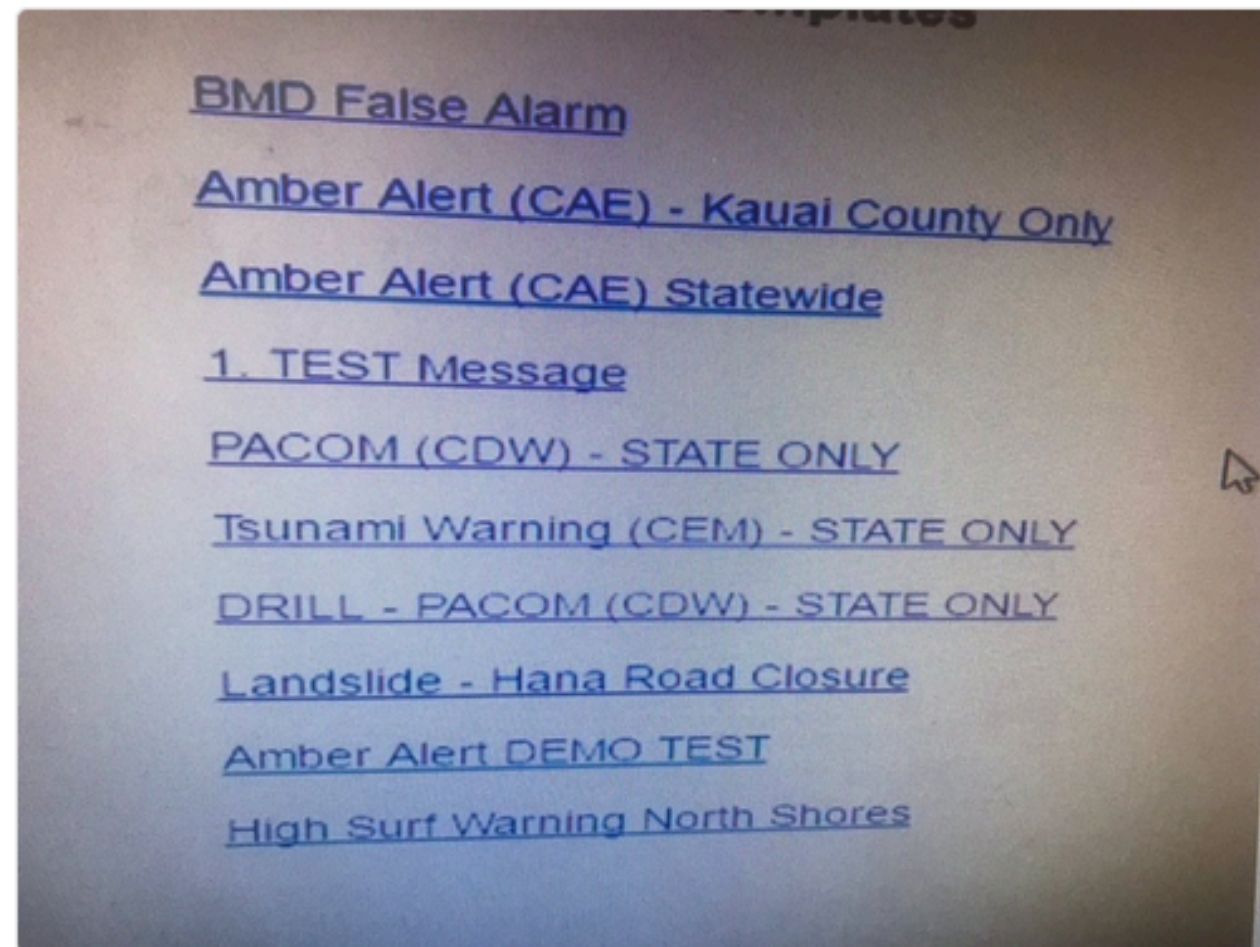 BMD False Alarm
Amber Alert (CAE) - Kauai County Only
Amber Alert (CAE) Statewide
1. TEST Message
PACOM (CDW) - STATE ONLY
Tsunami Warning (CEM) - STATE ONLY
DRILL - PACOM (CDW) - STATE ONLY
Landslide - Hana Road Closure
Amber Alert DEMO TEST
High Surf Warning North Shores